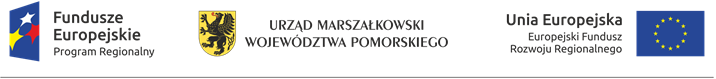 Fundusze
Europejskie
Program Regionalny
URZĄD MARSZAŁKOWSKI
WOJEWÓDZTWA POMORSKIEGO
Unia Europejska
Europejski Fundusz
Rozwoju Regionalnego